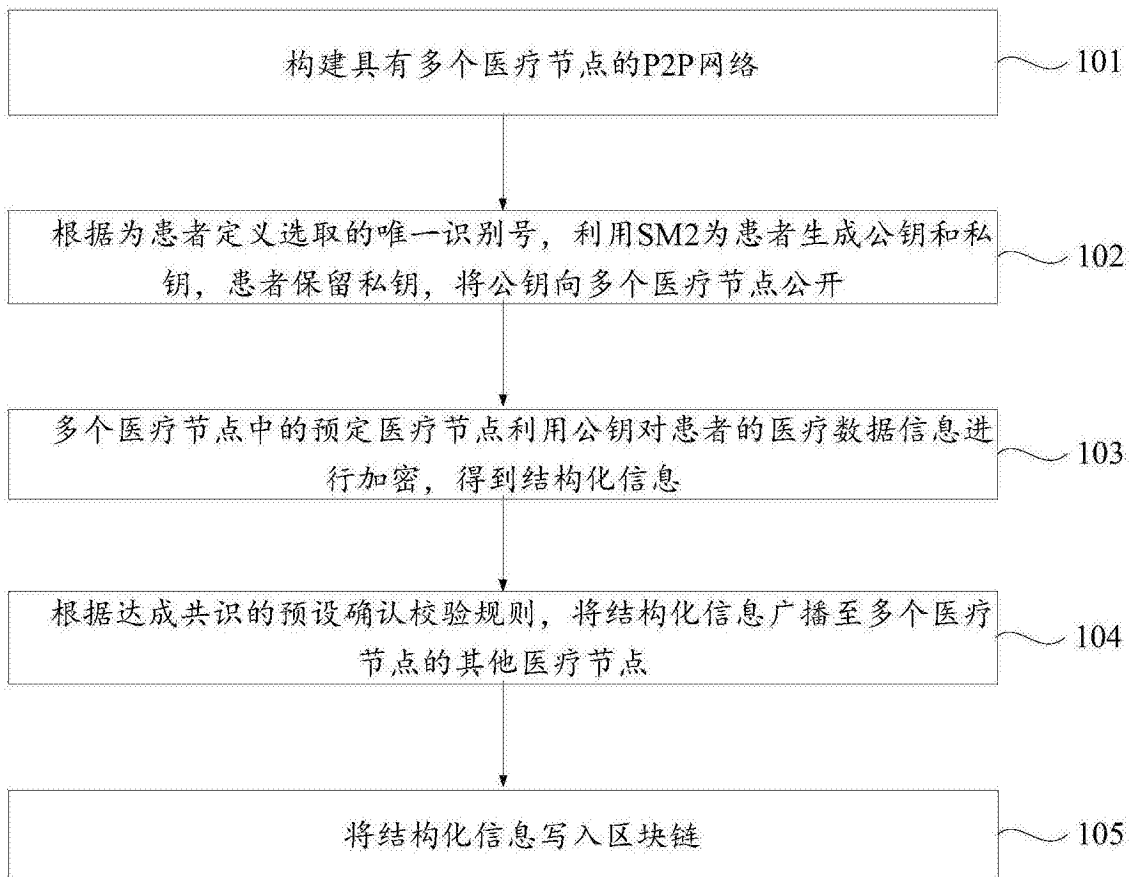 构建具有多个医疗节点的P2P网络
101
根据为患者定义选取的唯一识别号，利用SM2为患者生成公钥和私
钥，患者保留私钥，将公钥向多个医疗节点公开
102
多个医疗节点中的预定医疗节点利用公钥对患者的医疗数据信息进
行加密，得到结构化信息
103
根据达成共识的预设确认校验规则，将结构化信息广播至多个医疗
节点的其他医疗节点
104
将结构化信息写入区块链
105